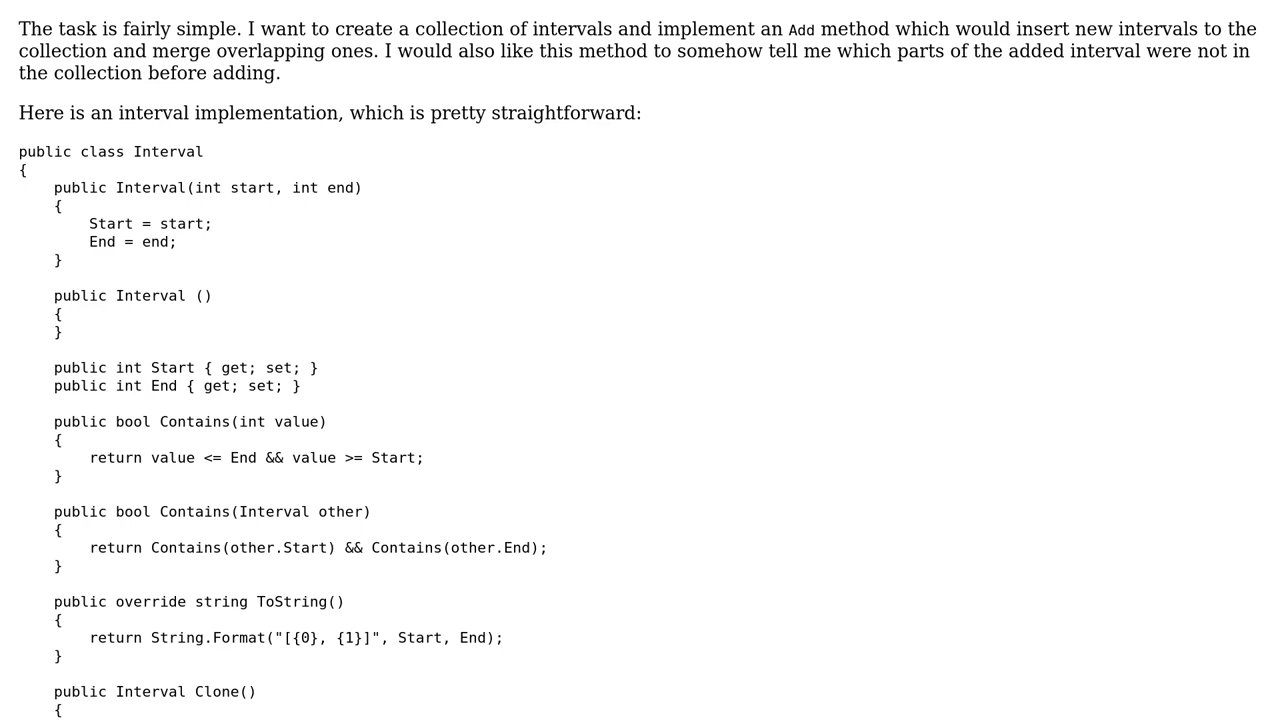 The task is fairly simple. I want to create a collection of intervals and implement an Add method which would insert new intervals to the
collection and merge overlapping ones. I would also like this method to somehow tell me which parts of the added interval were not in
the collection before adding.
Here is an interval implementation, which is pretty straightforward:
public class Interval
{
    public Interval(int start, int end)
    {
        Start = start;
        End = end;
    }
    public Interval ()
    {
    }
    public int Start { get; set; }
    public int End { get; set; }
    public bool Contains(int value)
    {
        return value <= End && value >= Start;
    }
    public bool Contains(Interval other)
    {
        return Contains(other.Start) && Contains(other.End);
    }
    public override string ToString()
    {
        return String.Format("[{0}, {1}]", Start, End);
    }
    public Interval Clone()
    {